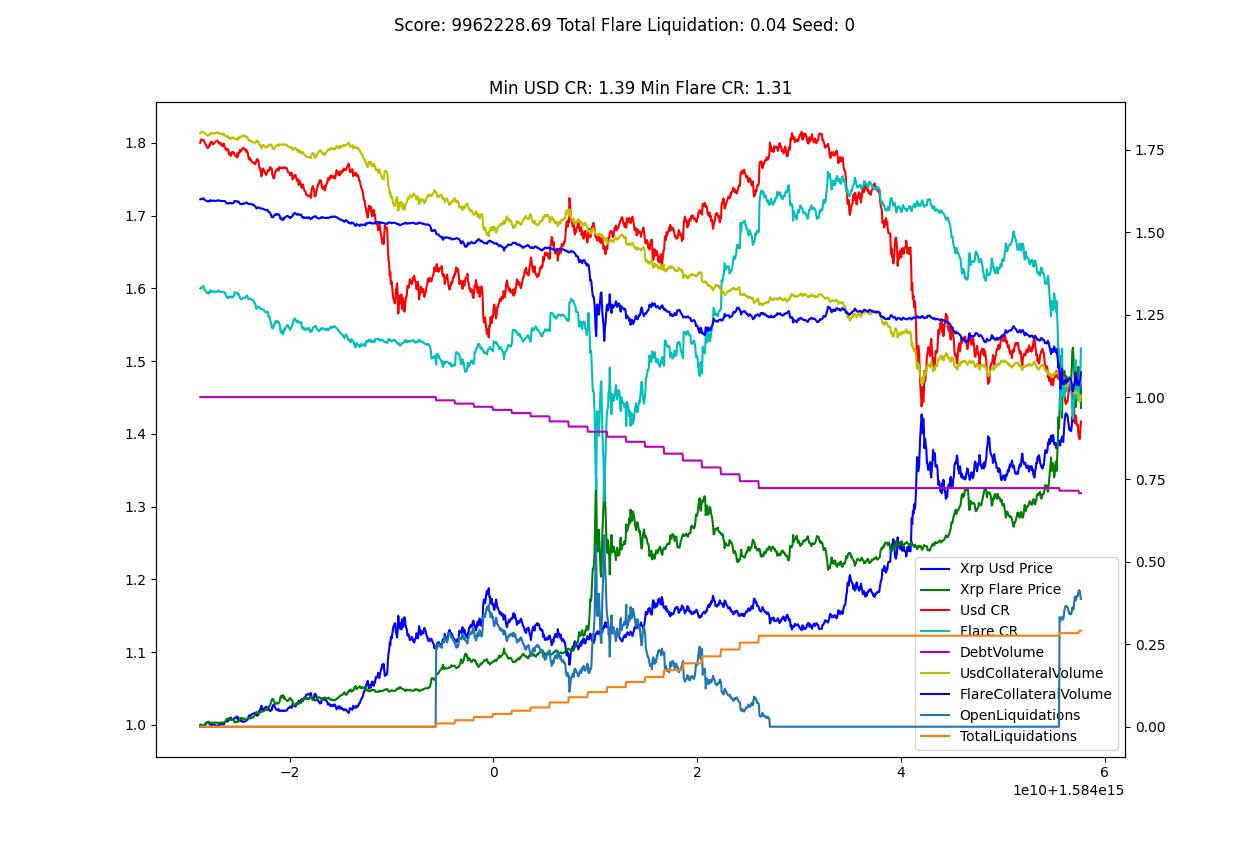 Score: 9962228.69 Total Flare Liquidation: 0.04 Seed: 0
Min USD CR: 1.39 Min Flare CR: 1.31
1.8
1.7
1.6
1.5
1.4
1.3
1.2
1.1
1.0
1.75
1.50
1.25
1.00
0.75
0.50
0.25
0.00
Xrp Usd Price
Xrp Flare Price
Usd CR
Flare CR
DebtVolume
UsdCollateralVolume
FlareCollateralVolume
OpenLiquidations
TotalLiquidations
−2 0 2 4 6
1e10+1.584e15